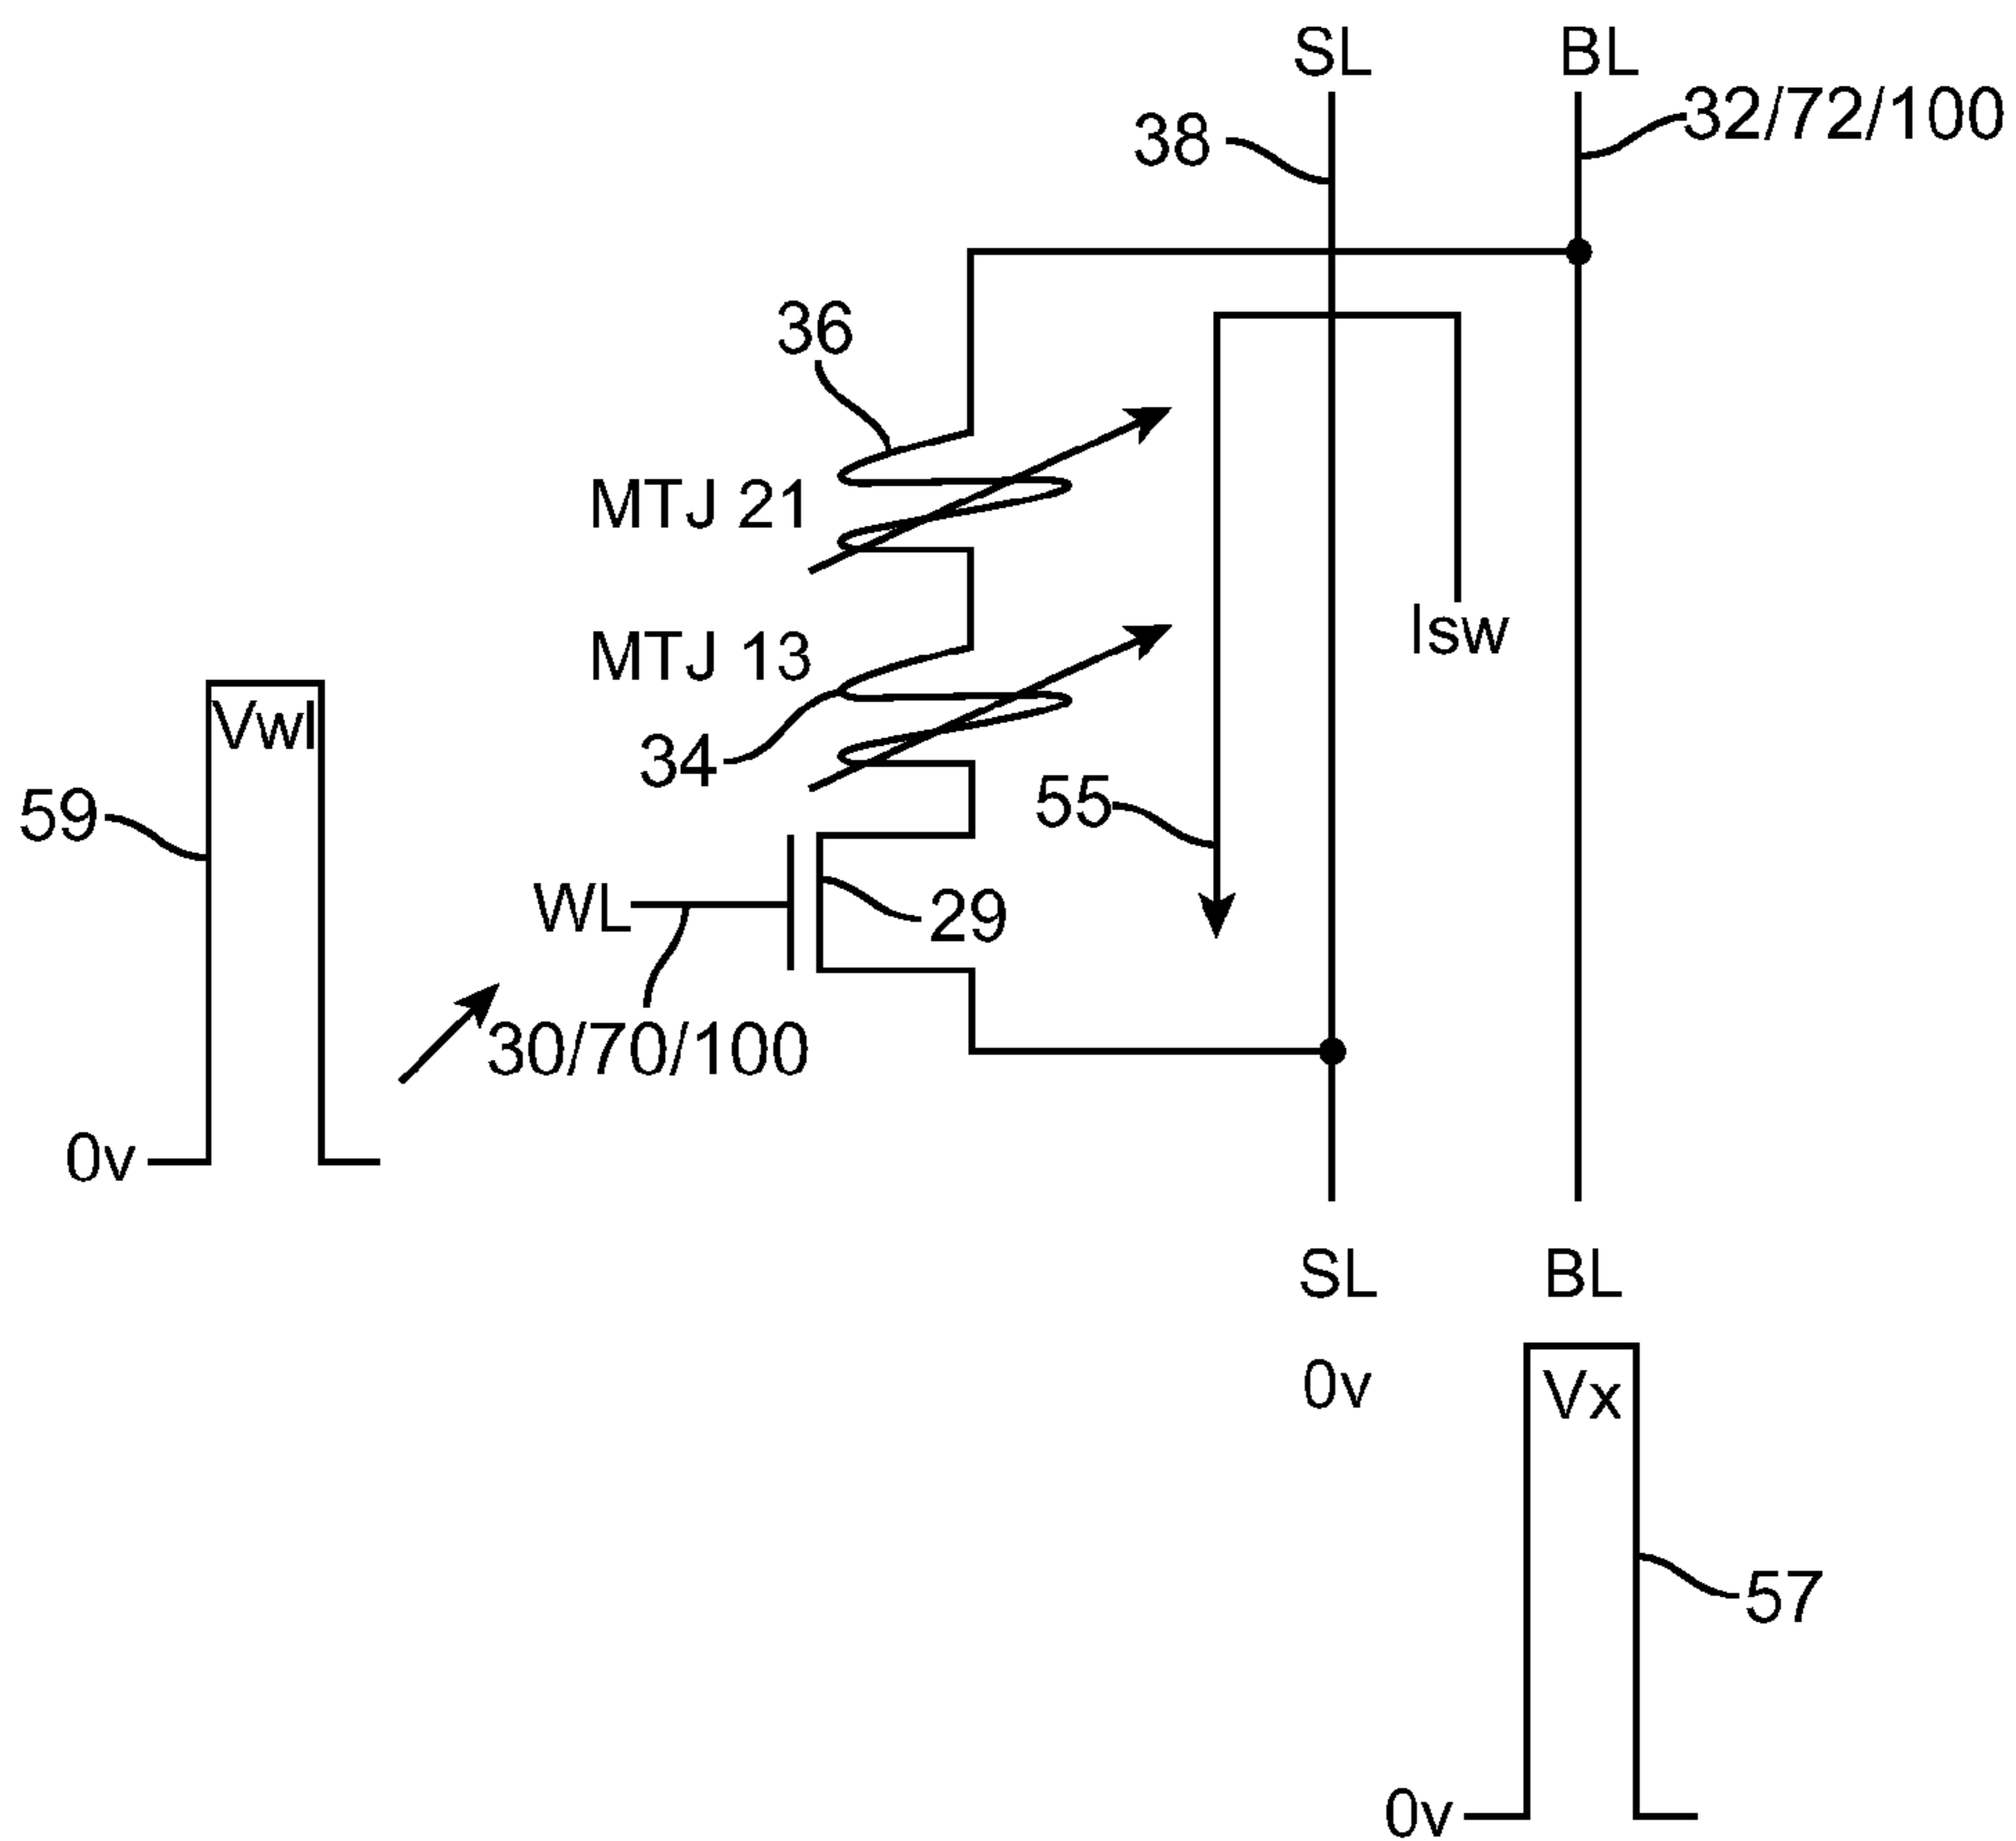 SL
BL
32/72/100
38
36
MTJ 21
Isw
MTJ 13
Vwl
34
55
59
WL
29
30/70/100
0v
SL
BL
0v
Vx
57
0v